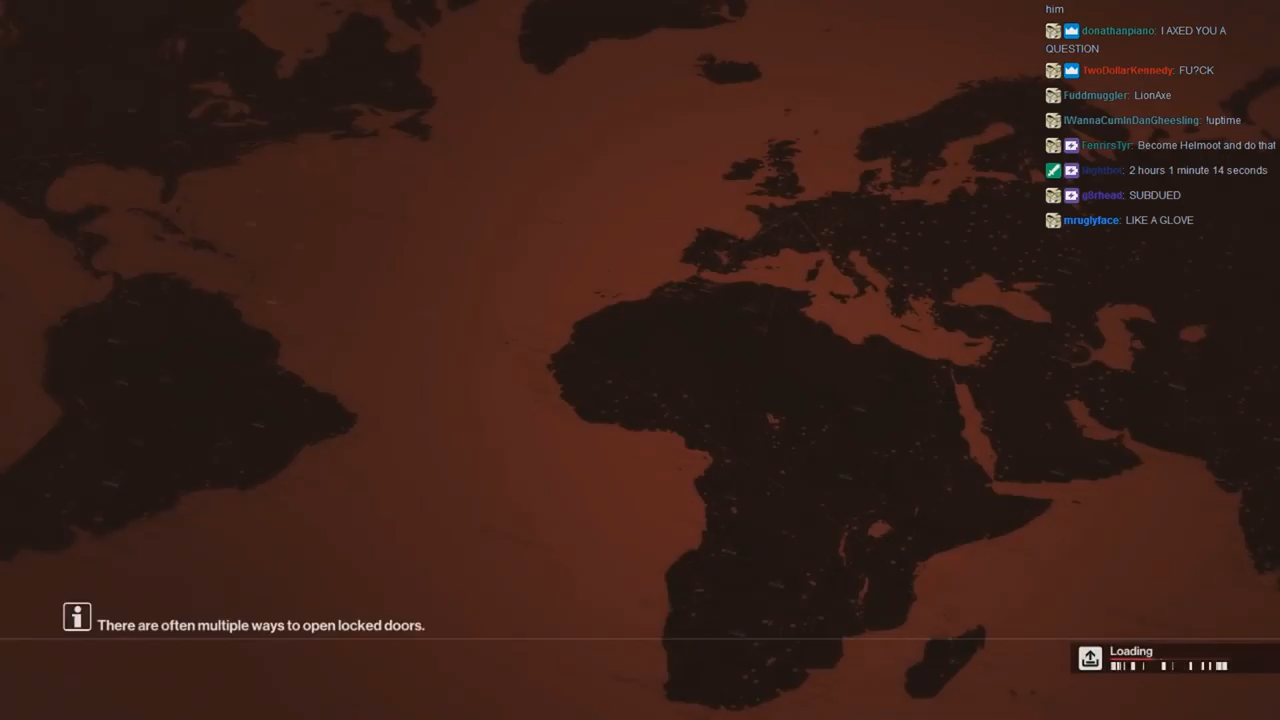 him
donathanpiano: I AXED YOU A
QUESTION
TwoDollarKennedy: FU?CK
Fuddmuggler: LionAxe
IWannaCumInDanGheesling: !uptime
FenrirsTyr: Become Helmoot and do that
: 2 hours 1 minute 14 seconds
g8rhead: SUBDUED
mruglyface: LIKE A GLOVE
There are often multiple ways to open locked doors.
Loading